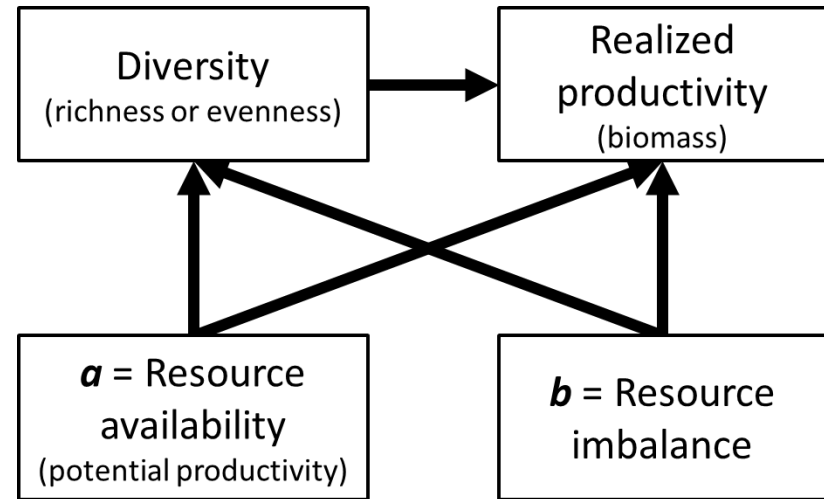 Diversity
(richness or evenness)
Realized
productivity
(biomass)
a = Resource
availability
(potential productivity)
b = Resource
imbalance